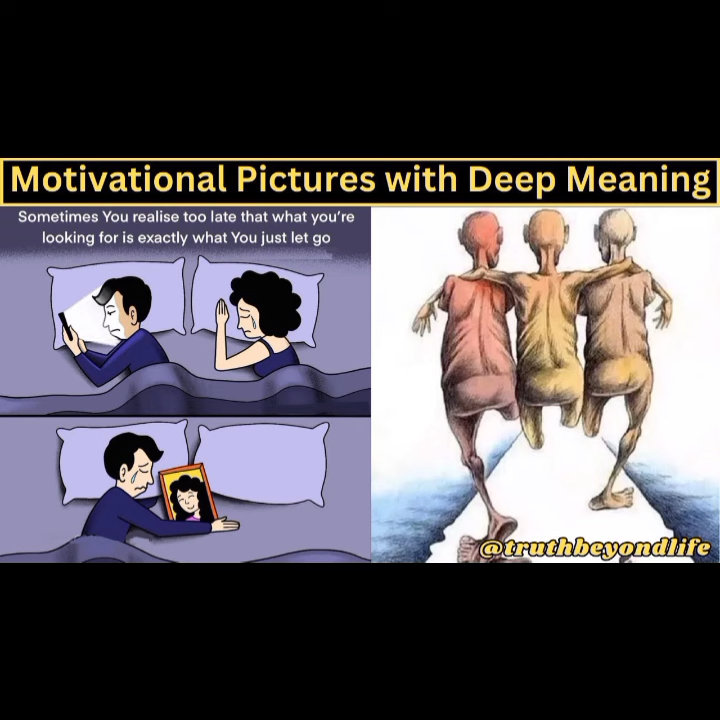 Motivational Pictures with Deep Meaning
Sometimes You realise too late that what you're
looking for is exactly what You just let go
@truthbeyondlife